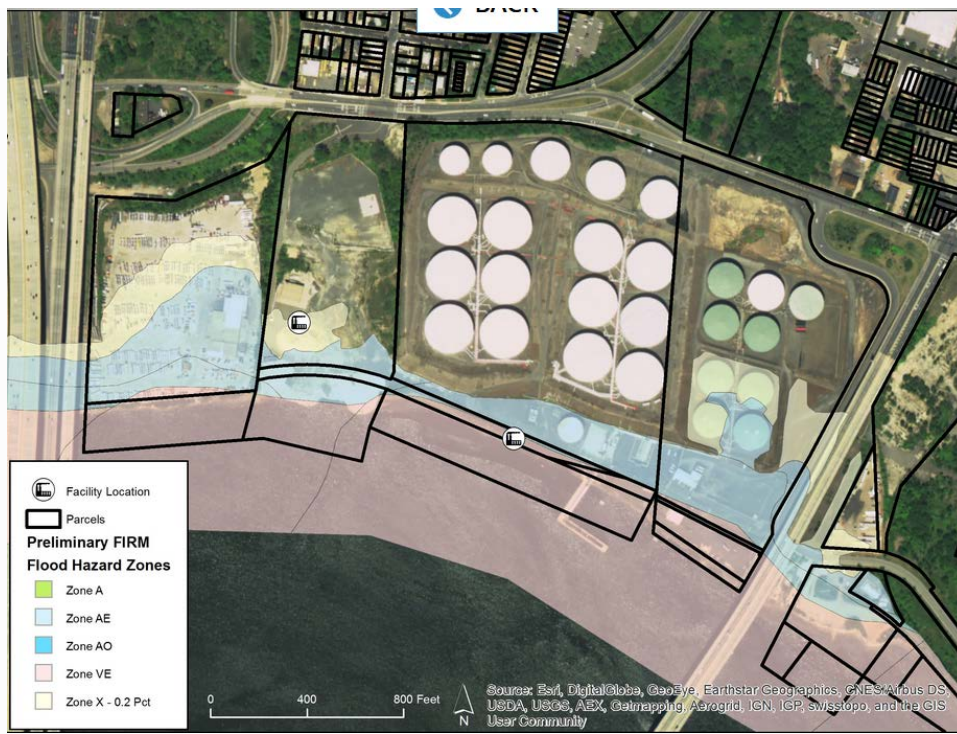 BACK
Facility Location
Parcels
Preliminary FIRM
Flood Hazard Zones
Zone A
Zone AE
Zone AO
Zone VE
Zone X - 0.2 Pct
0 400 800 Feet
N
Source: Esri, DigitalGlobe, GeoEye, Earthstar Geographics, CNES/Airbus DS,
USDA, USGS, AEX, Getmapping, Aerogrid, IGN, IGP, swisstopo, and the GIS
User Community